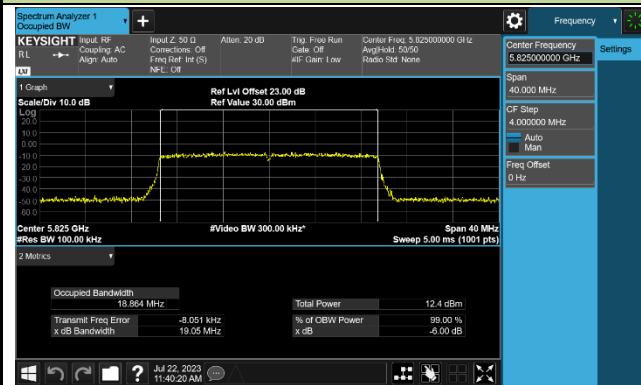 Spectrum Analyzer 1
Occupied BW
+
Frequency
KEYSIGHT
Input: RF
Coupling: AC
Align: Auto
Input Z: 50 Ω
Corrections: Off
Freq Ref: Int (S)
NFE: Off
Atten: 20 dB
Trig: Free Run
Gate: Off
#IF Gain: Low
Center Freq: 5.825000000 GHz
Avg|Hold: 50/50
Radio Std: None
RL
LXI
Center Frequency
5.825000000 GHz
Settings
Span
40.000 MHz
CF Step
4.000000 MHz
Auto
Man
Freq Offset
0 Hz
1 Graph
Scale/Div 10.0 dB
Ref Lvl Offset 23.00 dB
Ref Value 30.00 dBm
Log
20.0
10.0
0.00
-10.0
-20.0
-30.0
-40.0
-50.0
-60.0
Center 5.825 GHz
#Res BW 100.00 kHz
#Video BW 300.00 kHz*
Span 40 MHz
Sweep 5.00 ms (1001 pts)
2 Metrics
Occupied Bandwidth
18.864 MHz
Total Power 12.4 dBm
Transmit Freq Error -8.051 kHz
% of OBW Power 99.00 %
x dB Bandwidth 19.05 MHz
x dB -6.00 dB
?
Jul 22, 2023
11:40:20 AM